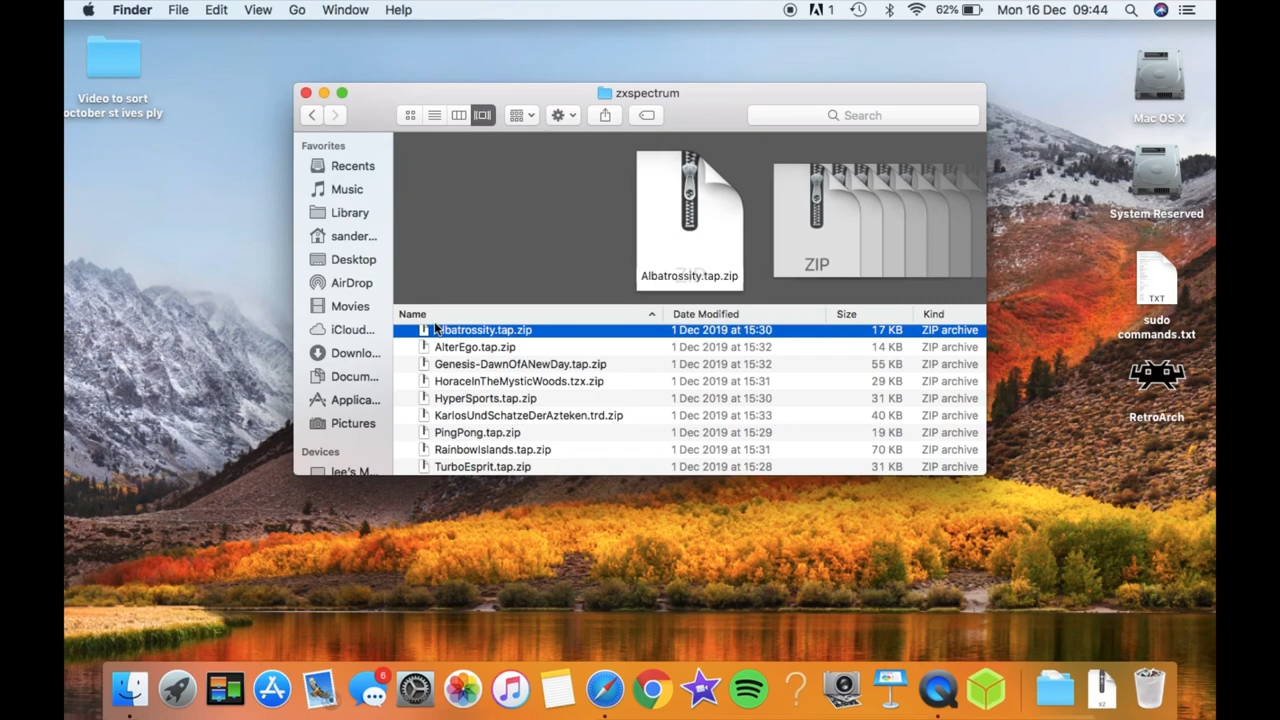 Finder File Edit View Go Window Help 1 62% Mon 16 Dec 09:44
Video to sort
october st ives ply
zxspectrum
Search
Favorites
Recents
Music
Library
sander...
Desktop
AirDrop
Movies
iCloud...
Downlo...
Docum...
Applica...
Pictures
Devices
lee's M...
Albatrossity.tap.zip
ZIP
Name Date Modified Size Kind
Albatrossity.tap.zip 1 Dec 2019 at 15:30 17 KB ZIP archive
AlterEgo.tap.zip 1 Dec 2019 at 15:32 14 KB ZIP archive
Genesis-DawnOfANewDay.tap.zip 1 Dec 2019 at 15:32 55 KB ZIP archive
HoraceInTheMysticWoods.tzx.zip 1 Dec 2019 at 15:31 29 KB ZIP archive
HyperSports.tap.zip 1 Dec 2019 at 15:30 31 KB ZIP archive
KarlosUndSchatzeDerAzteken.trd.zip 1 Dec 2019 at 15:33 40 KB ZIP archive
PingPong.tap.zip 1 Dec 2019 at 15:29 19 KB ZIP archive
RainbowIslands.tap.zip 1 Dec 2019 at 15:31 70 KB ZIP archive
TurboEsprit.tap.zip 1 Dec 2019 at 15:28 31 KB ZIP archive
Mac OS X
System Reserved
TXT
sudo
commands.txt
RetroArch
6
XZ